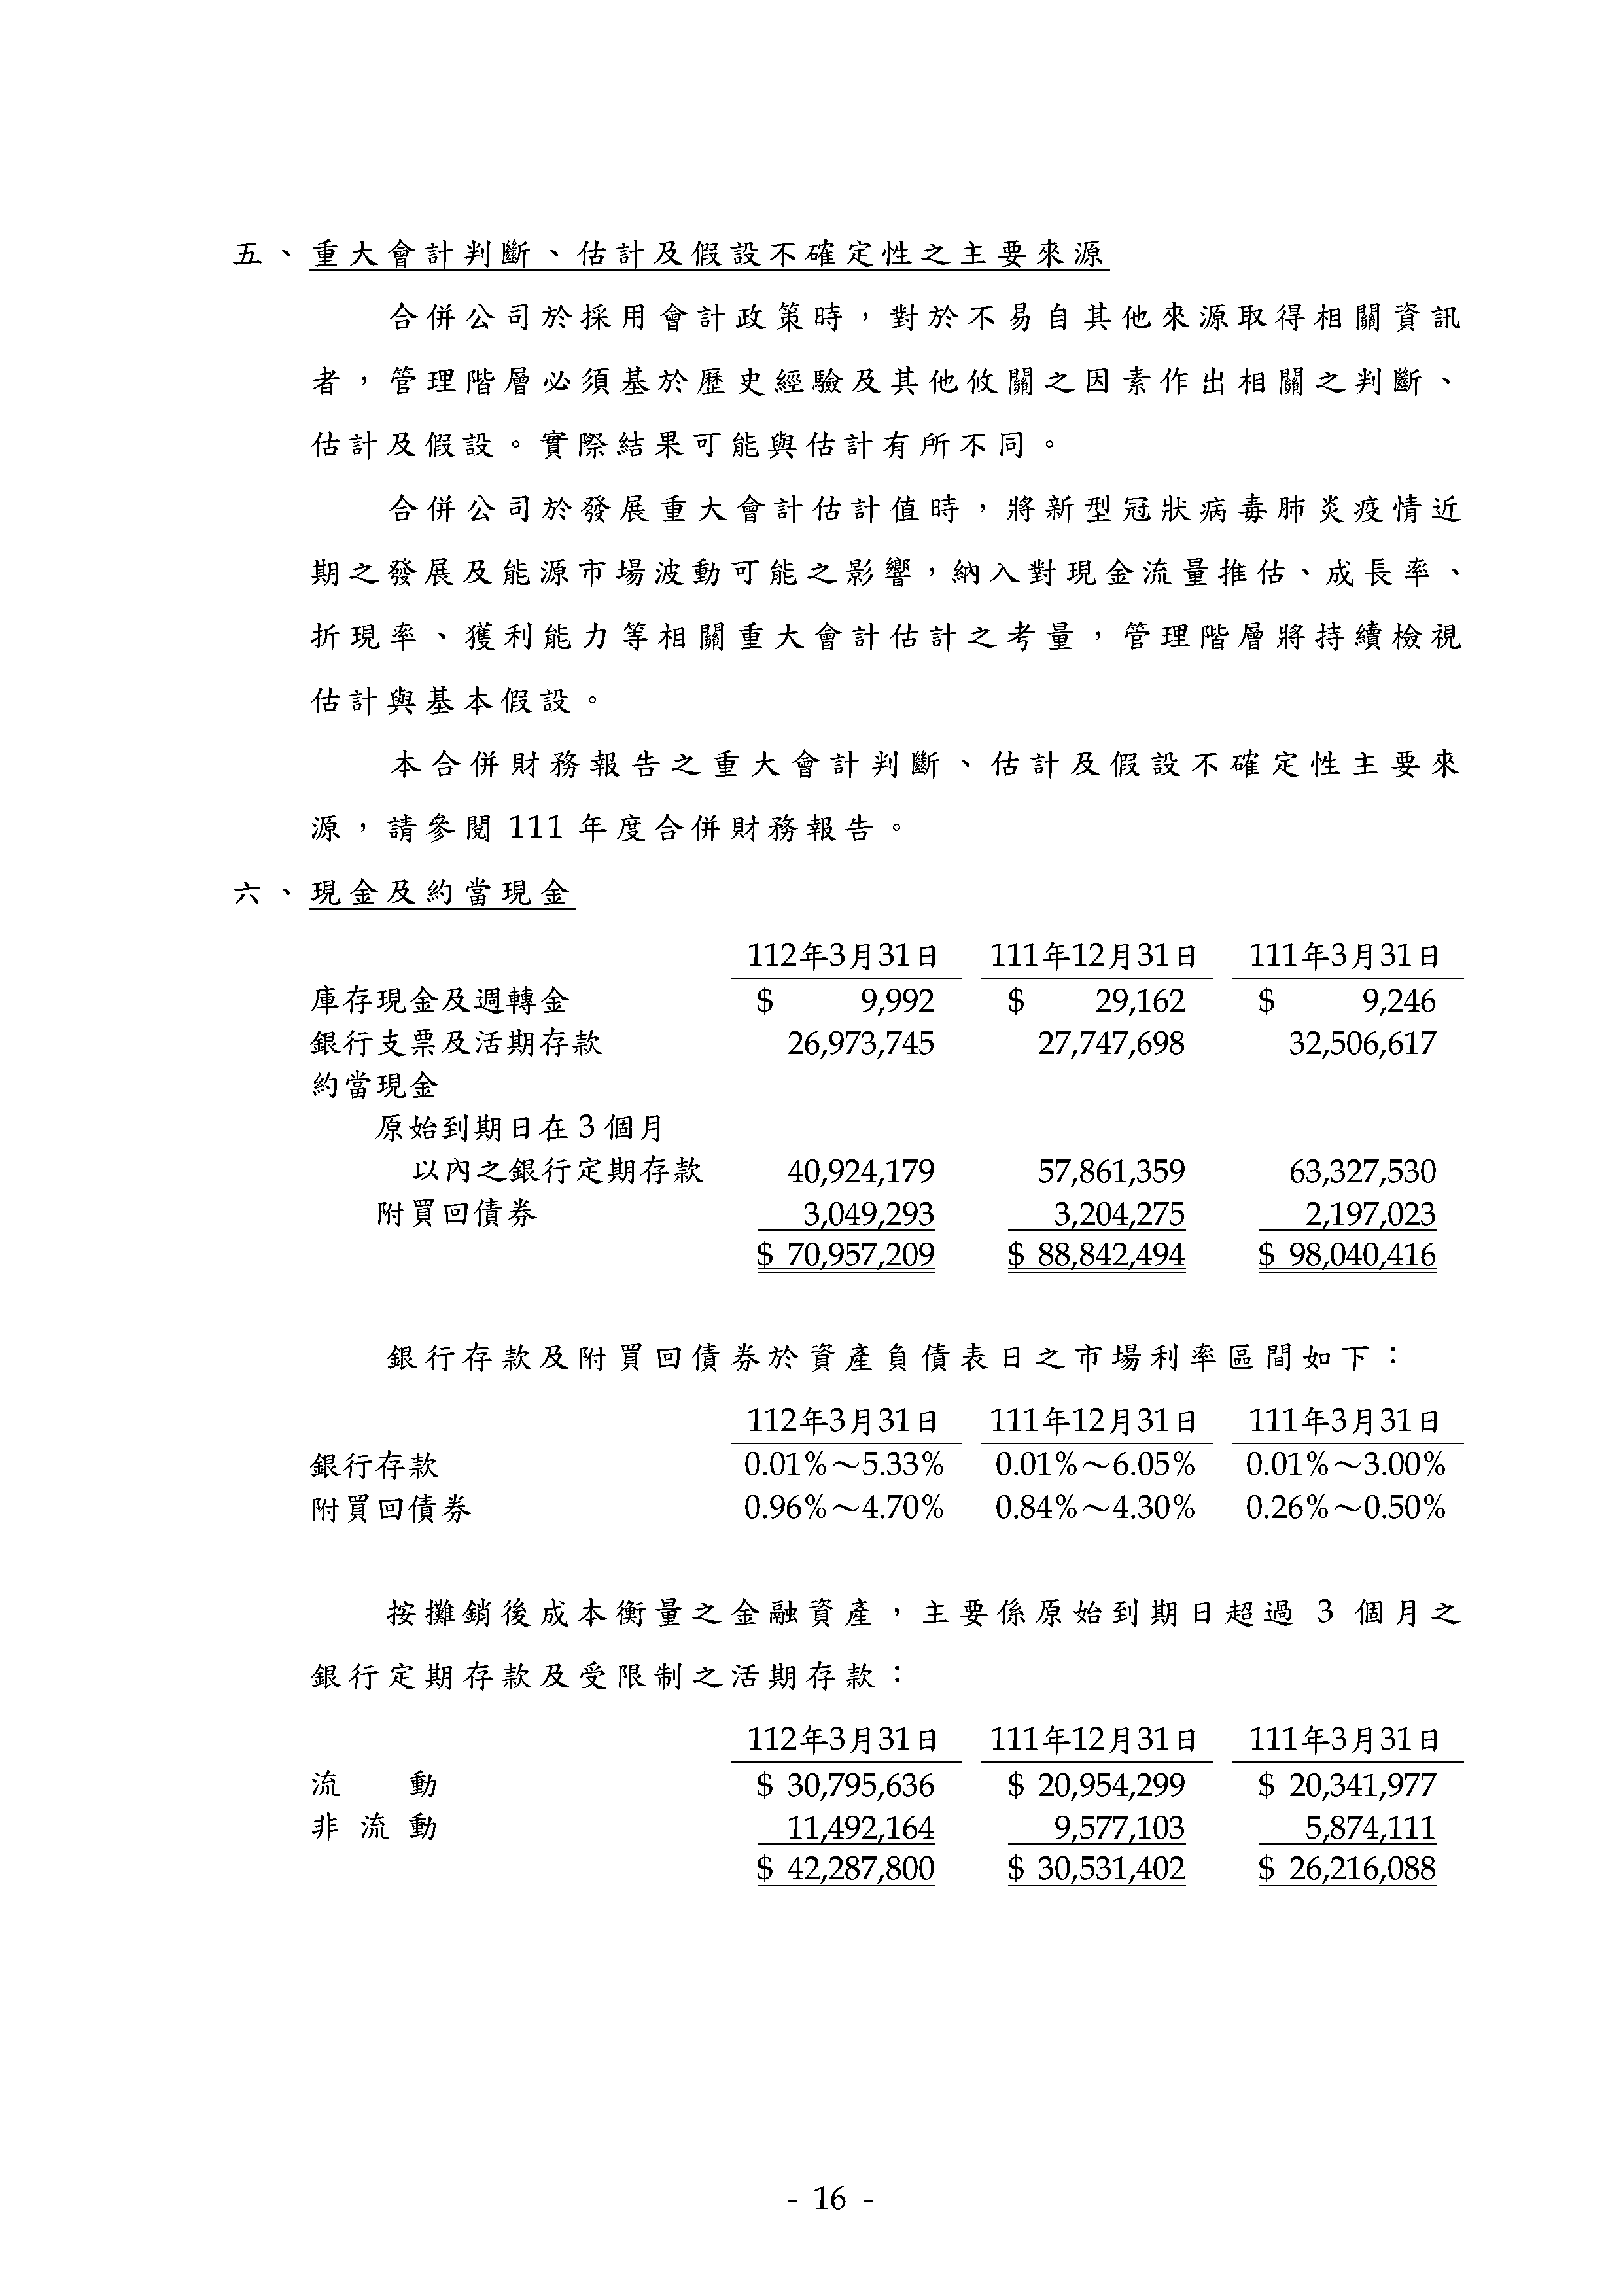 五、重大會計判斷、估計及假設不確定性之主要來源
合併公司於採用會計政策時，對於不易自其他來源取得相關資訊
者，管理階層必須基於歷史經驗及其他攸關之因素作出相關之判斷、
估計及假設。實際結果可能與估計有所不同。
合併公司於發展重大會計估計值時，將新型冠狀病毒肺炎疫情近
期之發展及能源市場波動可能之影響，納入對現金流量推估、成長率、
折現率、獲利能力等相關重大會計估計之考量，管理階層將持續檢視
估計與基本假設。
本合併財務報告之重大會計判斷、估計及假設不確定性主要來
源，請參閱 111 年度合併財務報告。
六、現金及約當現金
112年3月31日 111年12月31日 111年3月31日
庫存現金及週轉金 $ 9,992 $ 29,162 $ 9,246
銀行支票及活期存款 26,973,745 27,747,698 32,506,617
約當現金
原始到期日在 3 個月
以內之銀行定期存款 40,924,179 57,861,359 63,327,530
附買回債券 3,049,293 3,204,275 2,197,023
$ 70,957,209 $ 88,842,494 $ 98,040,416
銀行存款及附買回債券於資產負債表日之市場利率區間如下：
112年3月31日 111年12月31日 111年3月31日
銀行存款 0.01%～5.33% 0.01%～6.05% 0.01%～3.00%
附買回債券 0.96%～4.70% 0.84%～4.30% 0.26%～0.50%
按攤銷後成本衡量之金融資產，主要係原始到期日超過 3 個月之
銀行定期存款及受限制之活期存款：
112年3月31日 111年12月31日 111年3月31日
流　　動 $ 30,795,636 $ 20,954,299 $ 20,341,977
非 流 動 11,492,164 9,577,103 5,874,111
$ 42,287,800 $ 30,531,402 $ 26,216,088
- 16 -